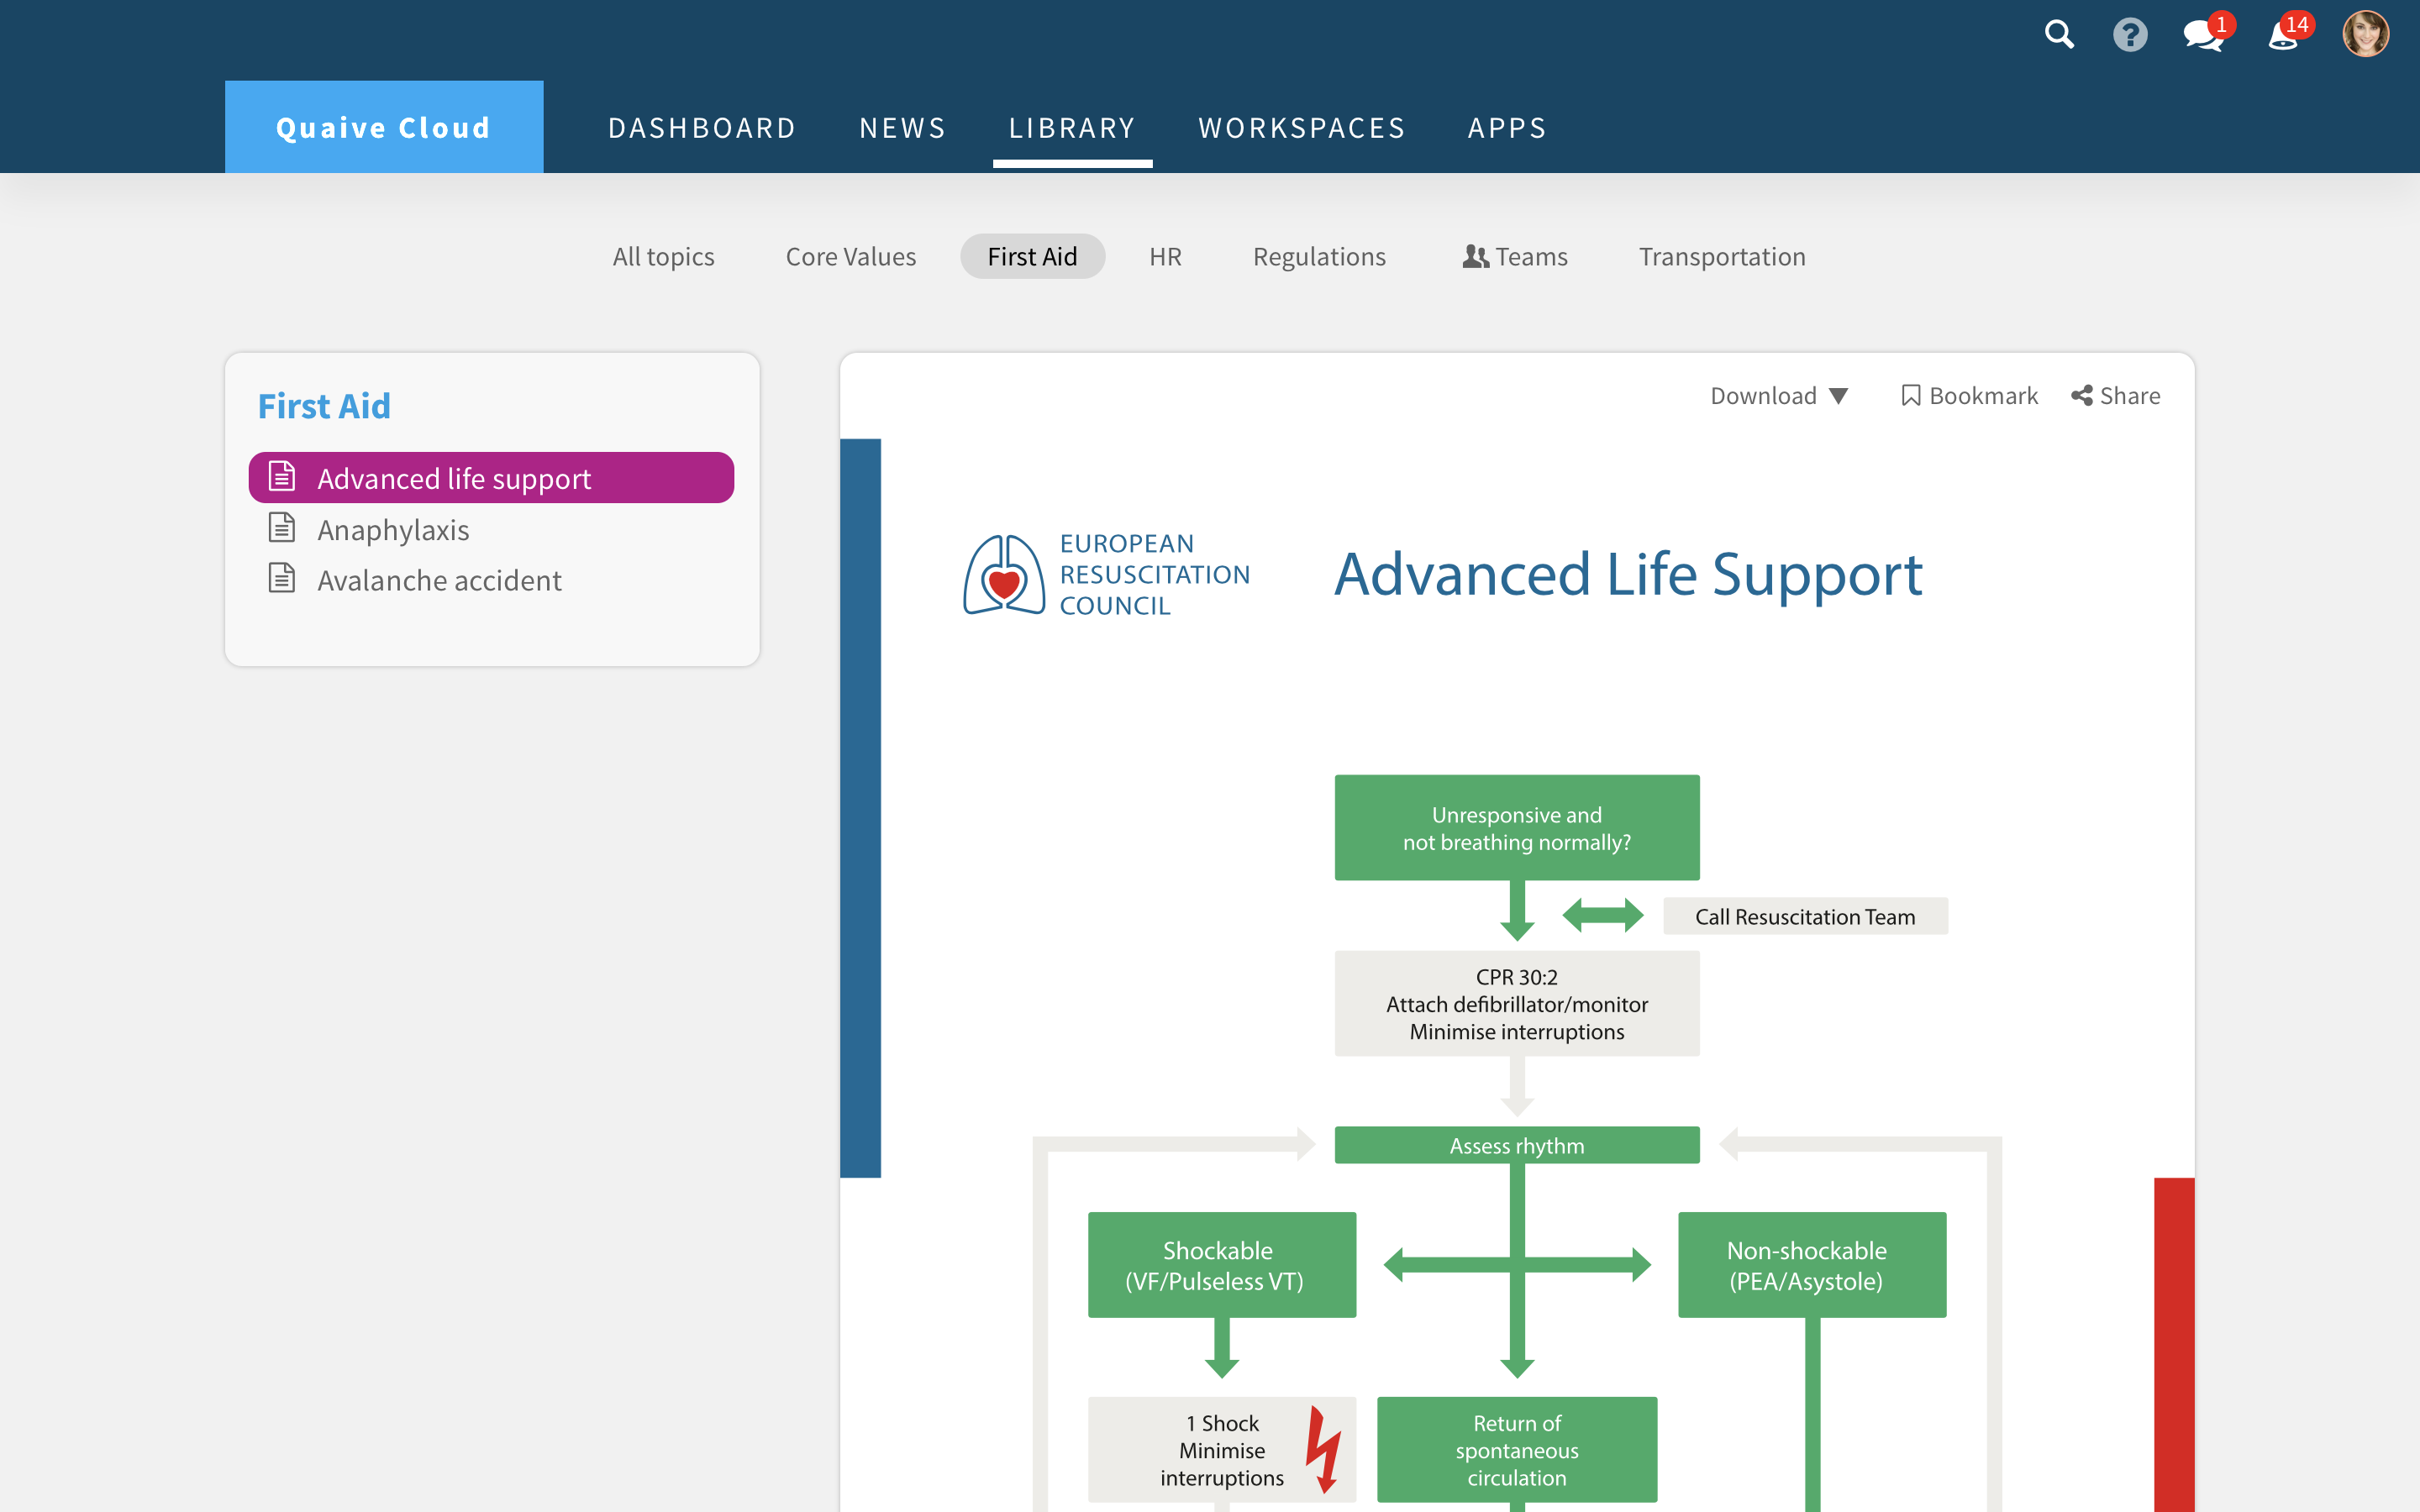 1
14
Quaive Cloud
DASHBOARD
NEWS
LIBRARY
WORKSPACES
APPS
All topics
Core Values
First Aid
HR
Regulations
Teams
Transportation
First Aid
Advanced life support
Anaphylaxis
Avalanche accident
Download
Bookmark
Share
EUROPEAN
RESUSCITATION
COUNCIL
Advanced Life Support
Unresponsive and
not breathing normally?
Call Resuscitation Team
CPR 30:2
Attach defibrillator/monitor
Minimise interruptions
Assess rhythm
Shockable
(VF/Pulseless VT)
Non-shockable
(PEA/Asystole)
1 Shock
Minimise
interruptions
Return of
spontaneous
circulation